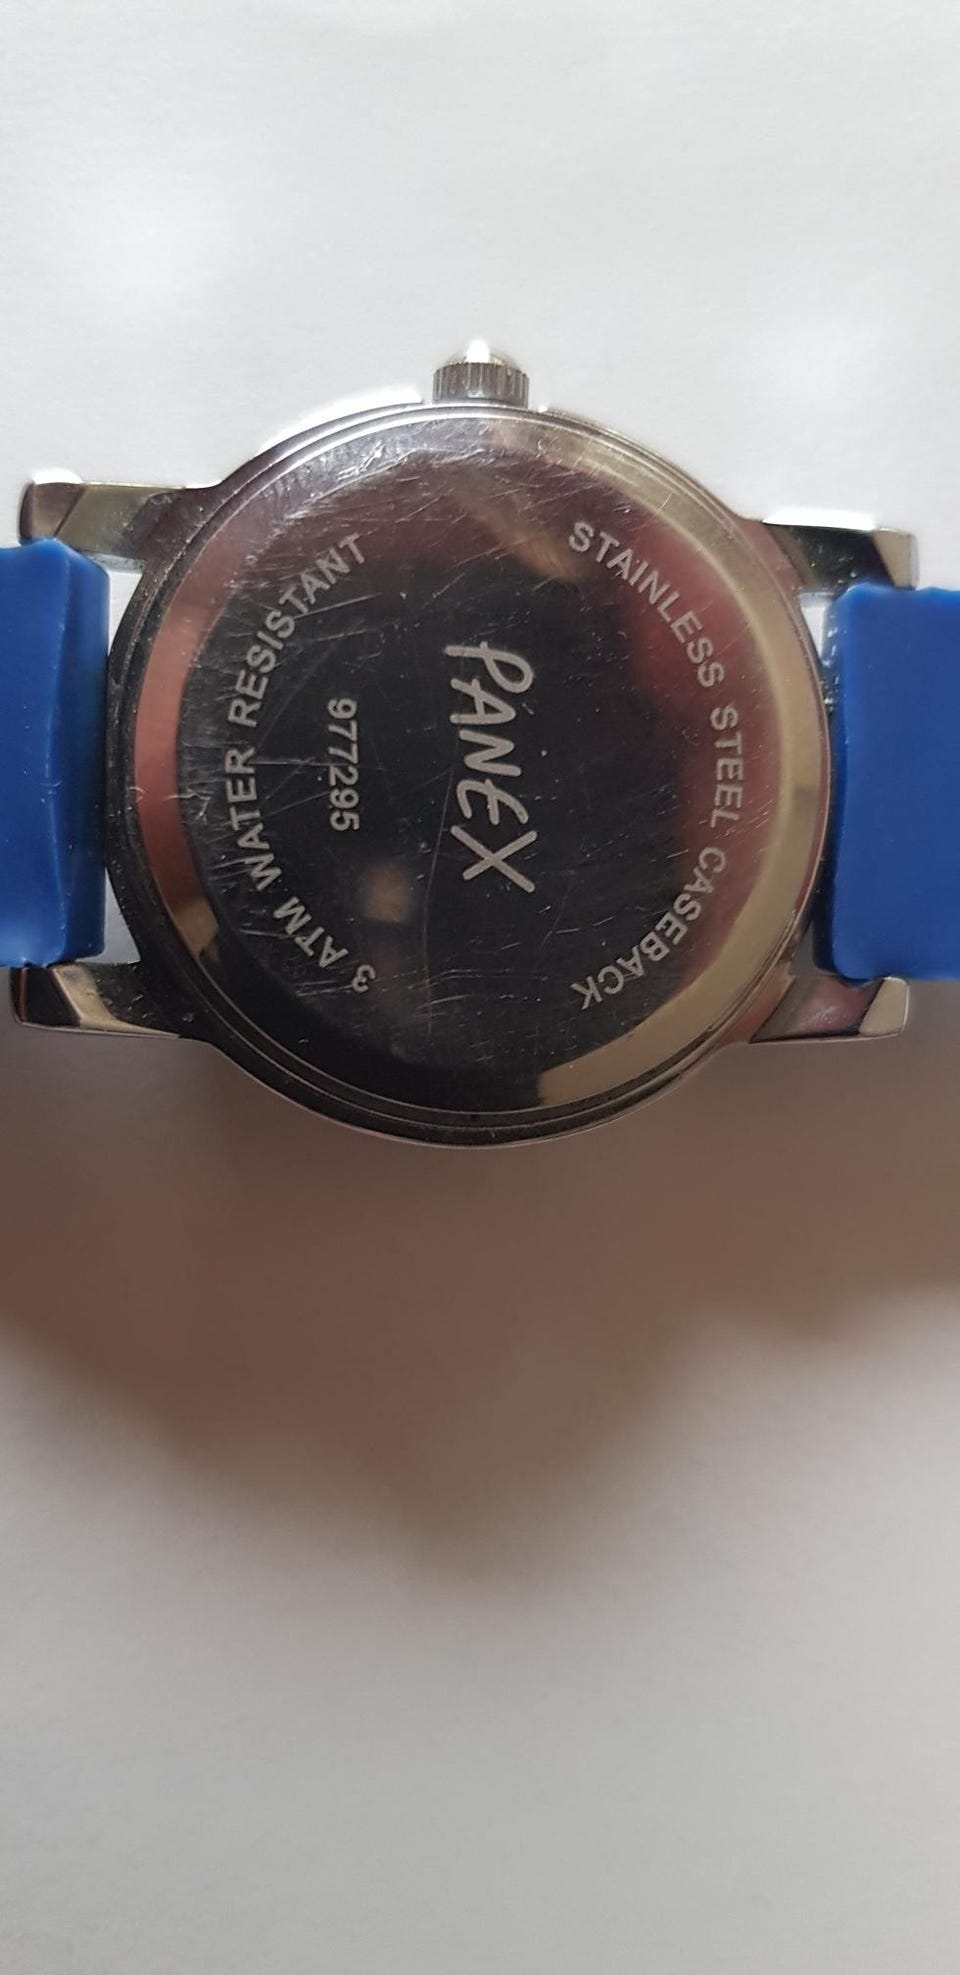 STAINLESS STEEL CASEBACK
PANEX
977295
3 ATM WATER RESISTANT